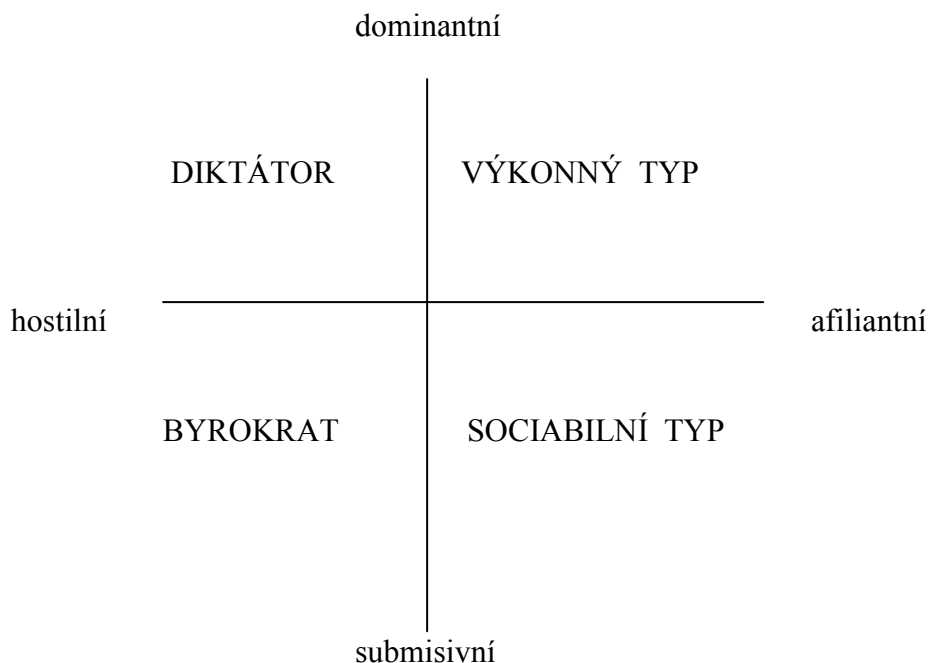 dominantní
DIKTÁTOR VÝKONNÝ TYP
hostilní afiliantní
BYROKRAT SOCIABILNÍ TYP
submisivní